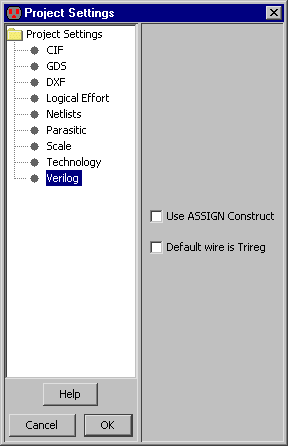 Project Settings
Project Settings
CIF
GDS
DXF
Logical Effort
Netlists
Parasitic
Scale
Technology
Verilog
Use ASSIGN Construct
Default wire is Trireg
Help
Cancel
OK